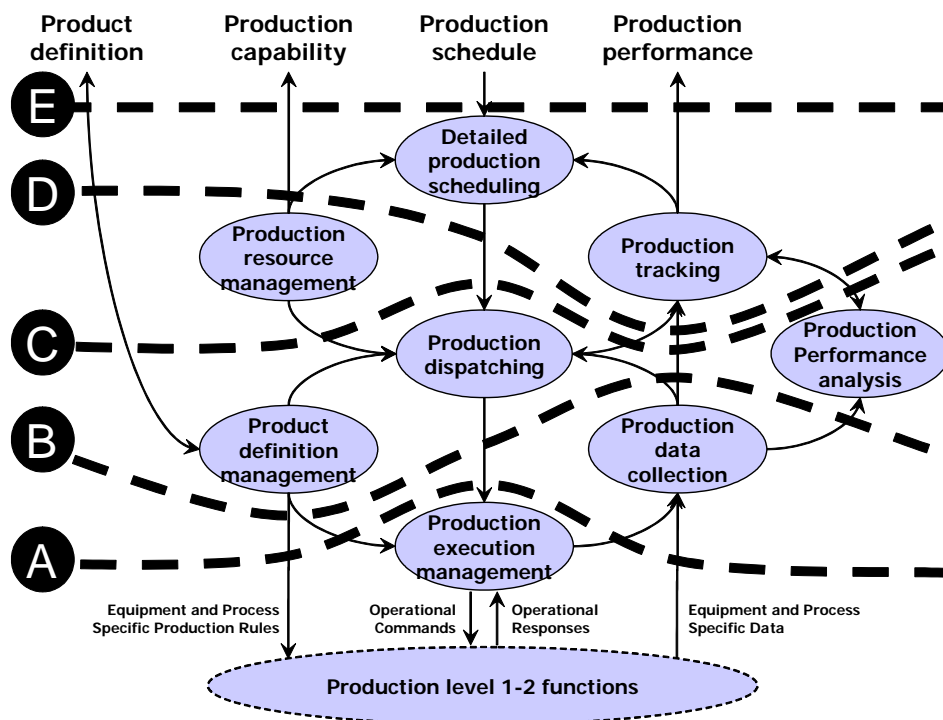 Product
definition
Production
capability
Production
schedule
Production
performance
E
Detailed
production
scheduling
D
Production
resource
management
Production
tracking
C
Production
dispatching
Production
Performance
analysis
B
Product
definition
management
Production
data
collection
A
Production
execution
management
Equipment and Process
Specific Production Rules
Operational
Commands
Operational
Responses
Equipment and Process
Specific Data
Production level 1-2 functions